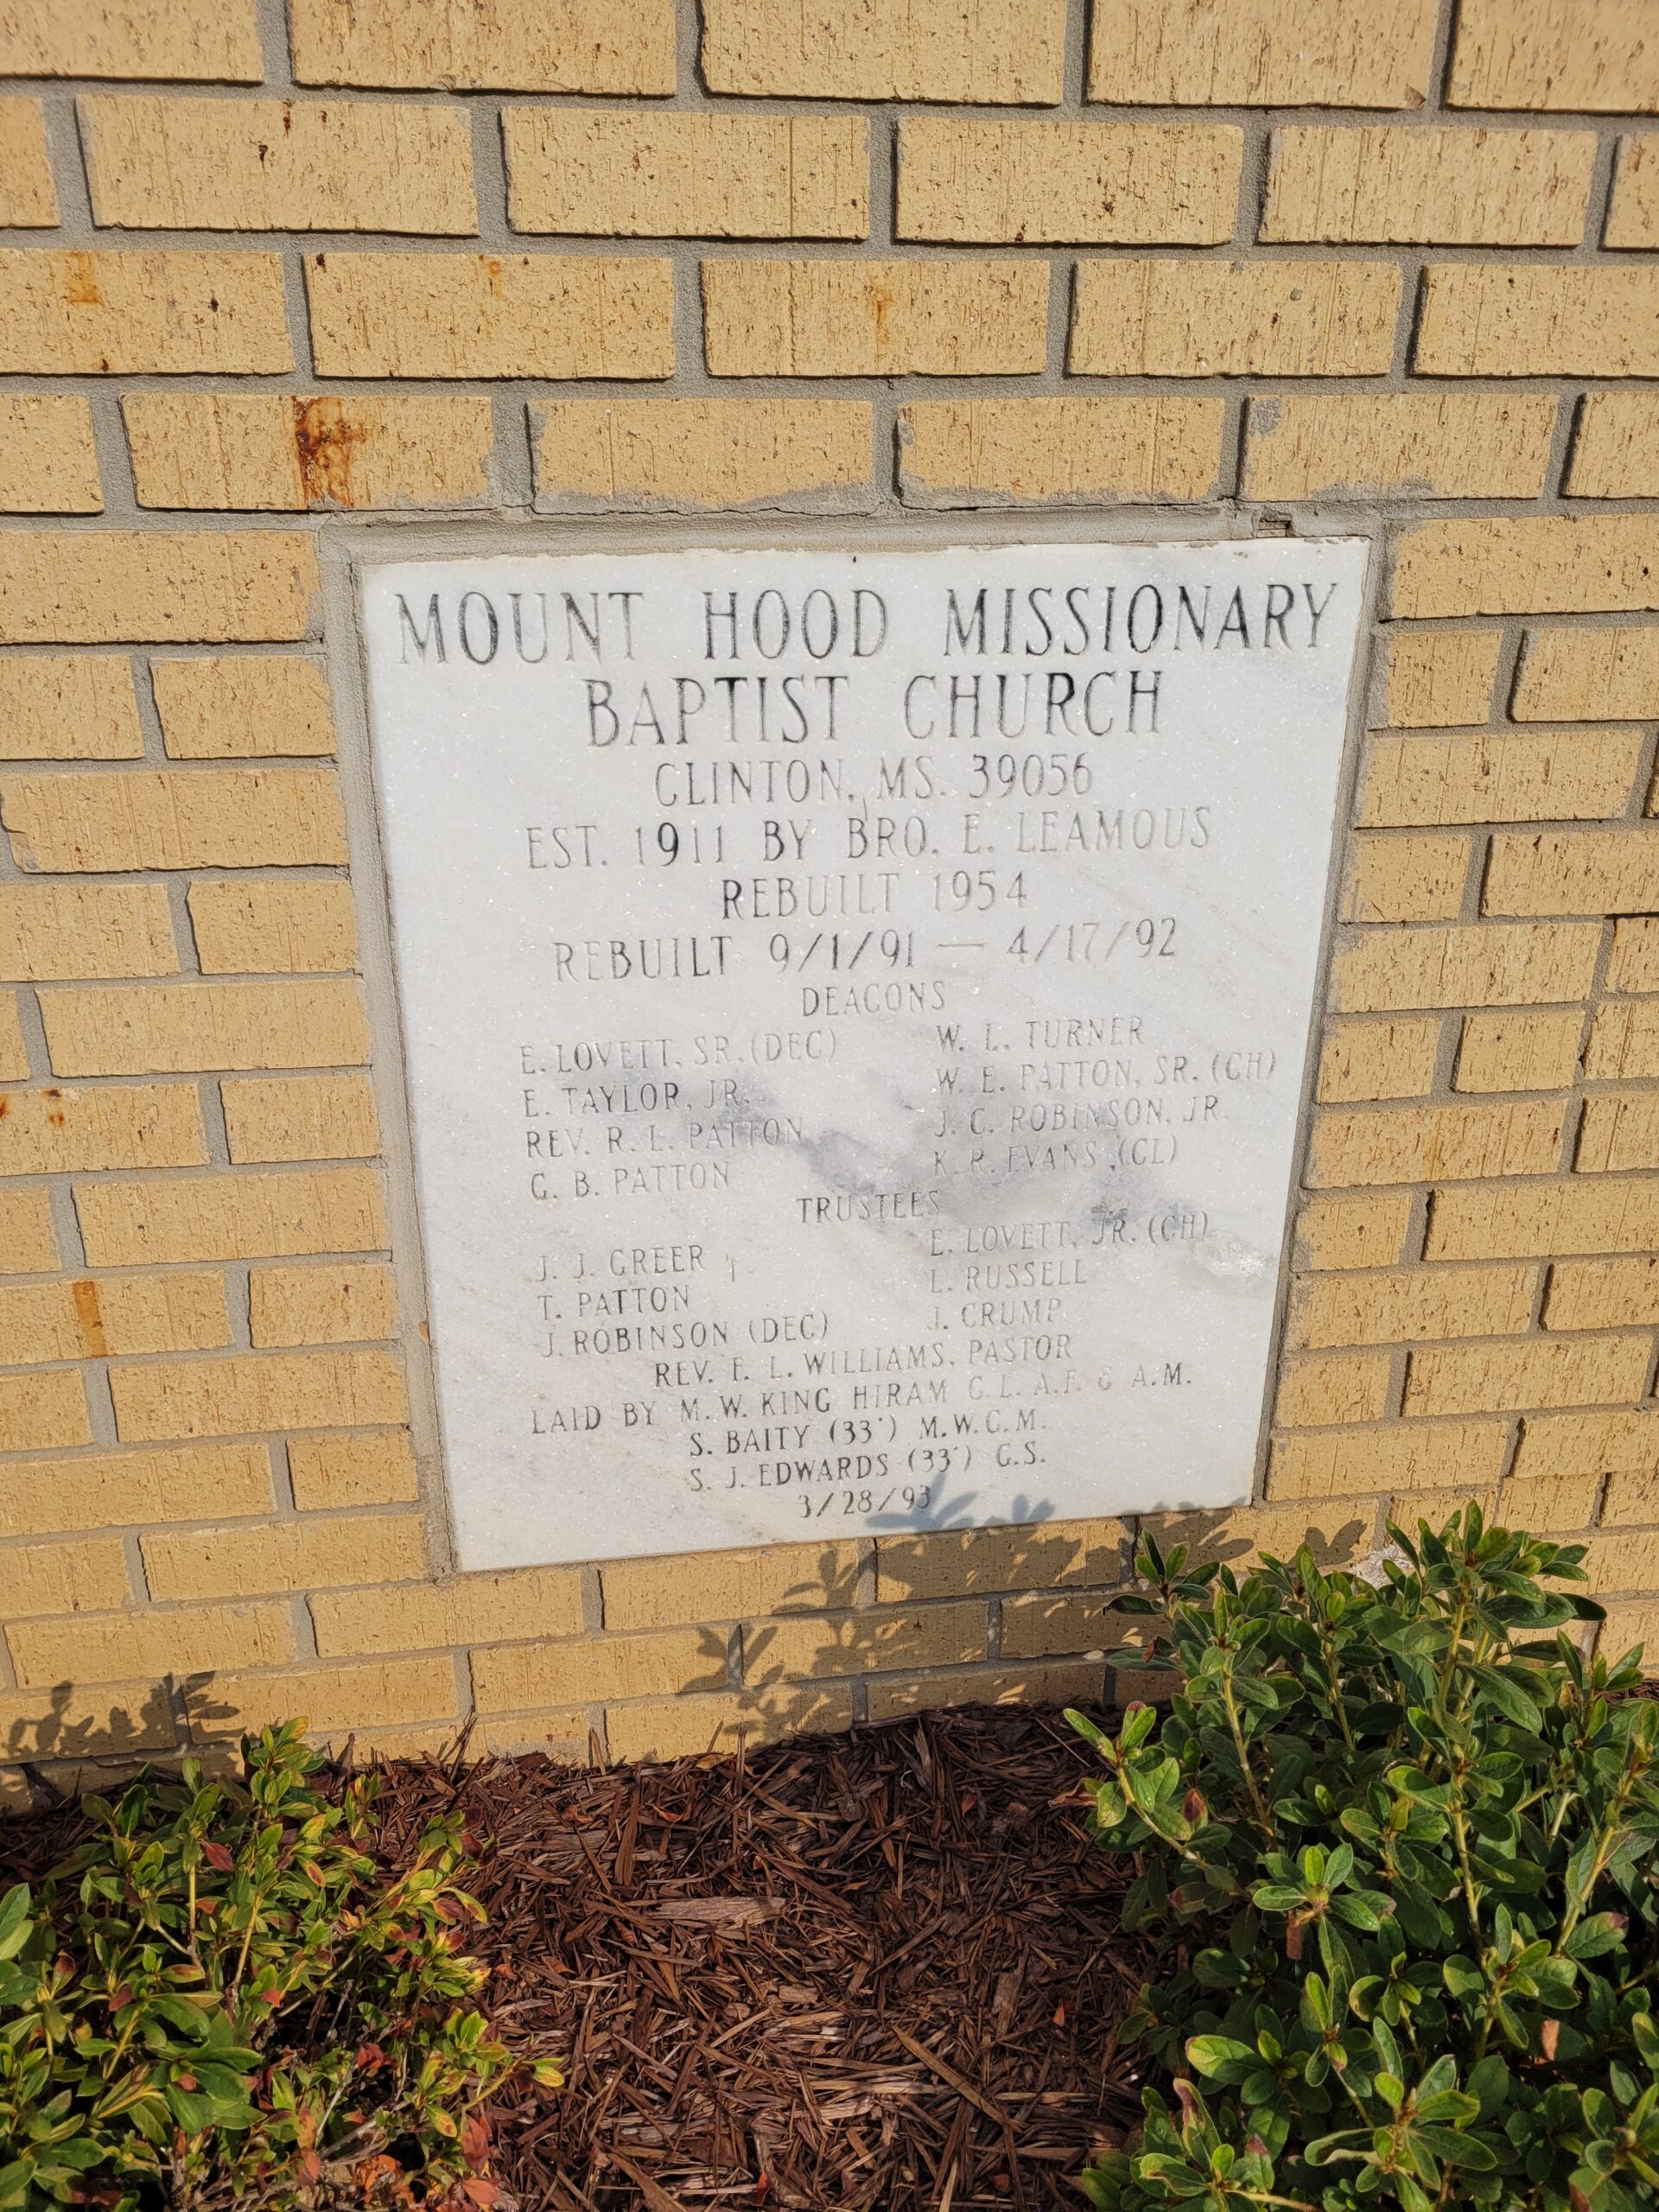 MOUNT HOOD MISSIONARY
BAPTIST CHURCH
CLINTON, MS. 39056
EST. 1911 BY BRO. E. LEAMOUS
REBUILT 1954
REBUILT 9/1/91 — 4/17/92
DEACONS
E. LOVETT, SR. (DEC)
E. TAYLOR, JR.
REV. R. L. PATTON
G. B. PATTON
W. L. TURNER
W. E. PATTON, SR. (CH)
J. C. ROBINSON, JR.
K. R. EVANS, (CL)
TRUSTEES
J. J. GREER
T. PATTON
J. ROBINSON (DEC)
E. LOVETT, JR. (CH)
L. RUSSELL
J. CRUMP
REV. F. L. WILLIAMS, PASTOR
LAID BY M. W. KING HIRAM G. L. A.F. & A.M.
S. BAITY (33°) M.W.G.M.
S. J. EDWARDS (33°) G.S.
3/28/93